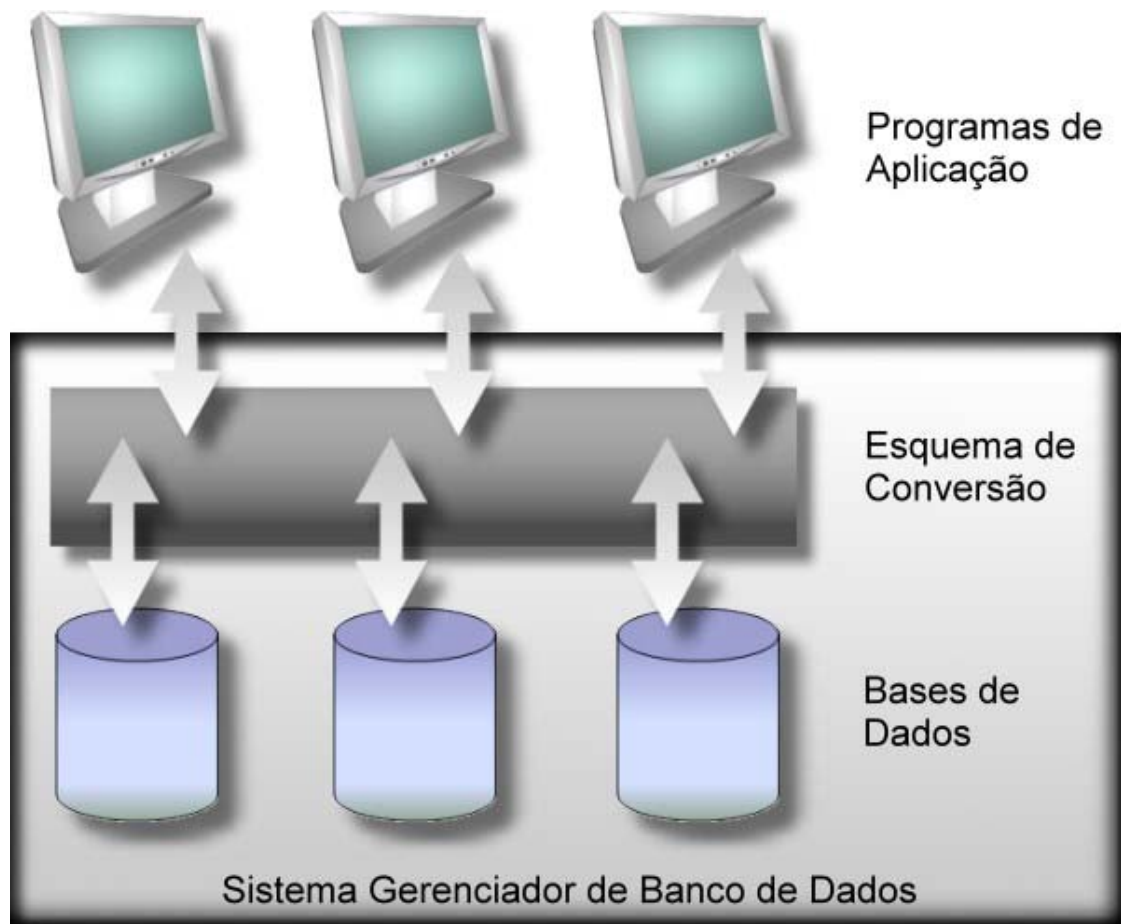 Programas de
Aplicação
Esquema de
Conversão
Bases de
Dados
Sistema Gerenciador de Banco de Dados